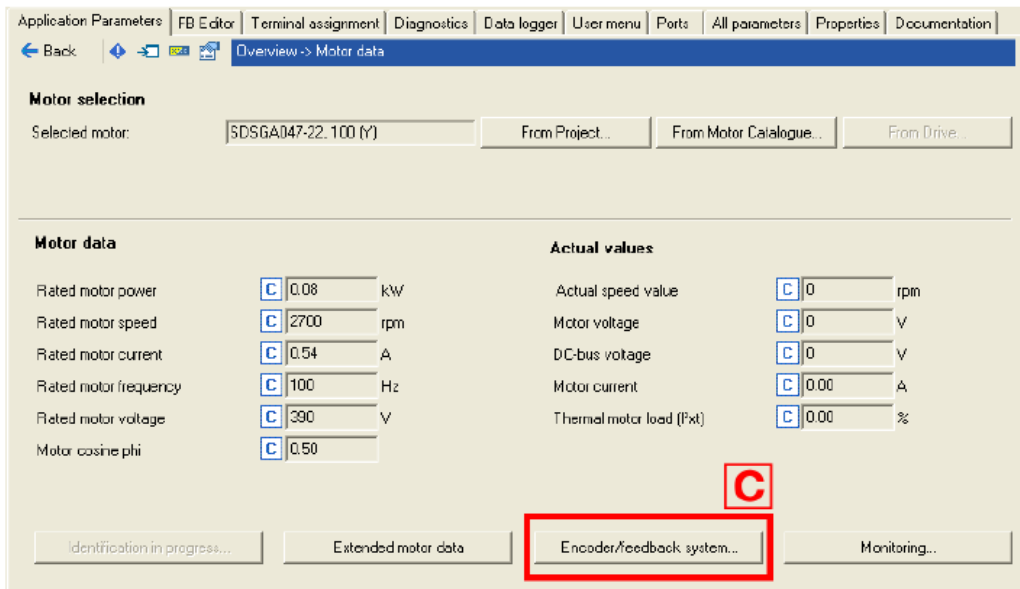 Application Parameters FB Editor Terminal assignment Diagnostics Data logger User menu Ports All parameters Properties Documentation
Back Overview -> Motor data
Motor selection
Selected motor: SDSGA047-22. 100 (Y) From Project... From Motor Catalogue... From Drive...
Motor data
Actual values
Rated motor power C 0.08 kW Actual speed value C 0 rpm
Rated motor speed C 2700 rpm Motor voltage C 0 V
Rated motor current C 0.54 A DC-bus voltage C 0 V
Rated motor frequency C 100 Hz Motor current C 0.00 A
Rated motor voltage C 390 V Thermal motor load (I²xt) C 0.00 %
Motor cosine phi C 0.50
C
Identification in progress... Extended motor data Encoder/feedback system... Monitoring...